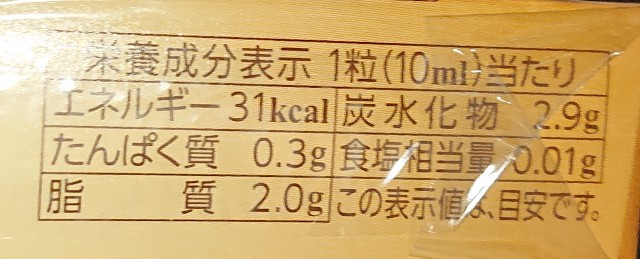 栄養成分表示 1粒(10ml)当たり
エネルギー 31kcal 炭水化物 2.9g
たんぱく質 0.3g 食塩相当量 0.01g
脂質 2.0g この表示値は、目安です。